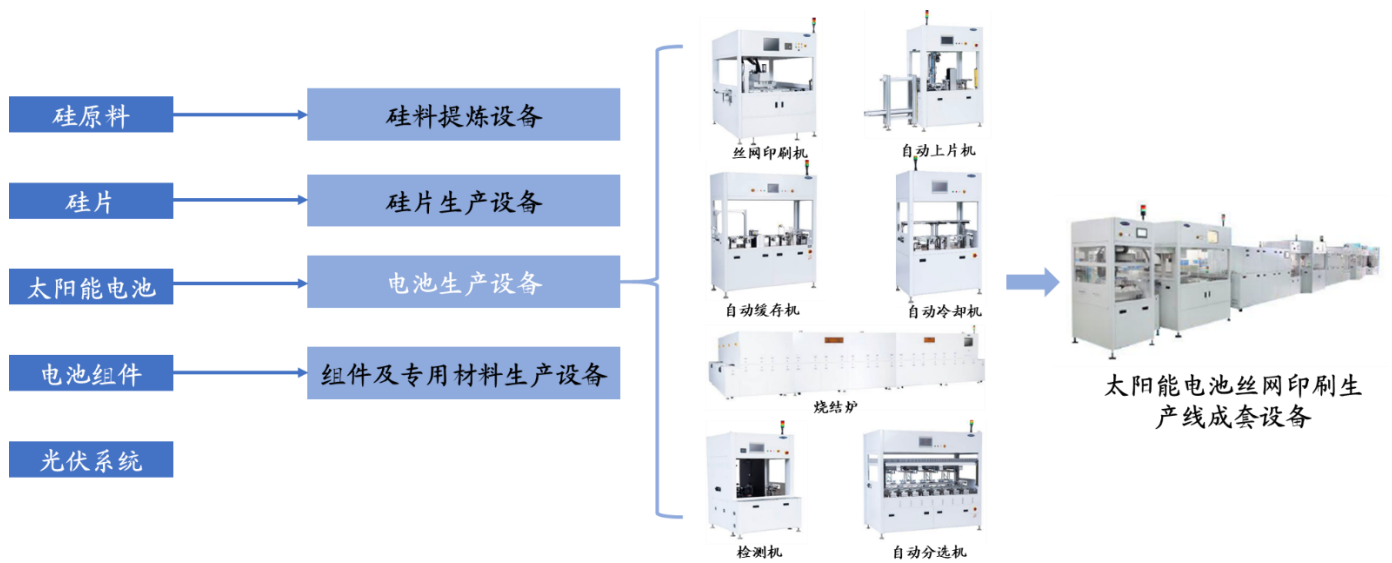 硅原料
硅料提炼设备
硅片
硅片生产设备
太阳能电池
电池生产设备
电池组件
组件及专用材料生产设备
光伏系统
丝网印刷机
自动上片机
自动缓存机
自动冷却机
烧结炉
检测机
自动分选机
太阳能电池丝网印刷生
产线成套设备